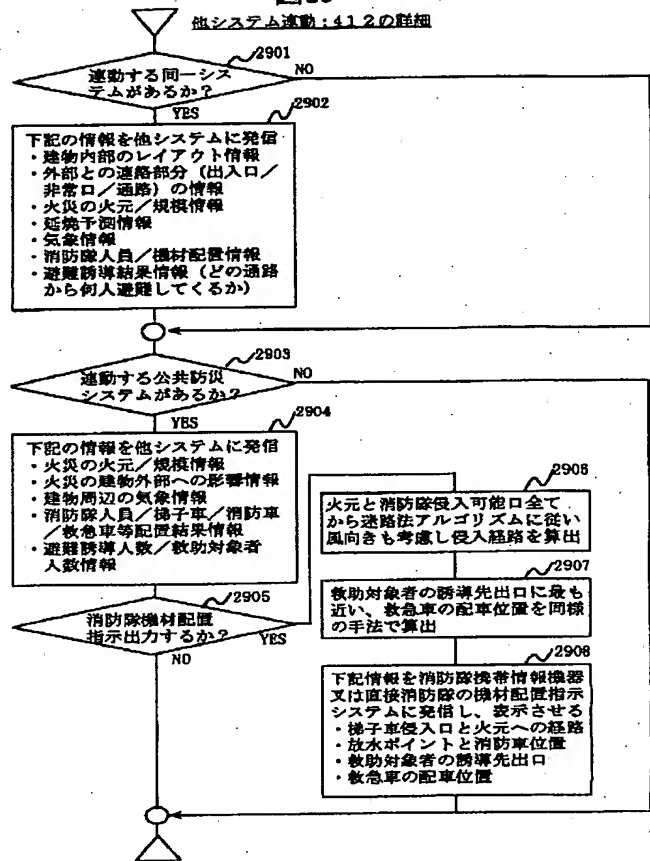 他システム連動：412の詳細
2901
連動する同一シス
テムがあるか？
NO
YES
2902
下記の情報を他システムに発信
・建物内部のレイアウト情報
・外部との連絡部分（出入口／
非常口／通路）の情報
・火災の火元／規模情報
・延焼予測情報
・気象情報
・消防隊人員／機材配置情報
・避難誘導結果情報（どの通路
から何人避難してくるか）
2903
連動する公共防災
システムがあるか？
NO
YES
2904
下記の情報を他システムに発信
・火災の火元／規模情報
・火災の建物外部への影響情報
・建物周辺の気象情報
・消防隊人員／梯子車／消防車
／救急車等配置結果情報
・避難誘導人数／救助対象者
人数情報
2905
消防隊機材配置
指示出力するか？
YES
NO
2906
火元と消防隊侵入可能口全て
から迷路法アルゴリズムに従い
風向きも考慮し侵入経路を算出
2907
救助対象者の誘導先出口に最も
近い、救急車の配車位置を同様
の手法で算出
2908
下記情報を消防隊携帯情報機器
又は直接消防隊の機材配置指示
システムに発信し、表示させる
・梯子車侵入口と火元への経路
・放水ポイントと消防車位置
・救助対象者の誘導先出口
・救急車の配車位置